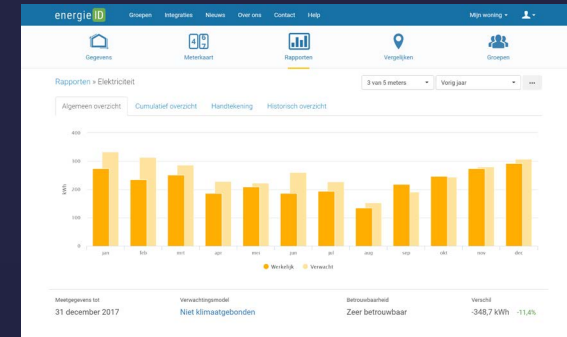 energieID Groepen Integraties Nieuws Over ons Contact Help Mijn woning
Gegevens Meterkaart Rapporten Vergelijken Groepen
Rapporten » Elektriciteit 3 van 5 meters Vorig jaar ...
Algemeen overzicht Cumulatief overzicht Handtekening Historisch overzicht
400
300
200
100
0
kWh
jan feb mrt apr mei jun jul aug sep okt nov dec
Werkelijk Verwacht
Meetgegevens tot Verwachtingsmodel Betrouwbaarheid Verschil
31 december 2017 Niet klimaatgebonden Zeer betrouwbaar -348,7 kWh -11,4%